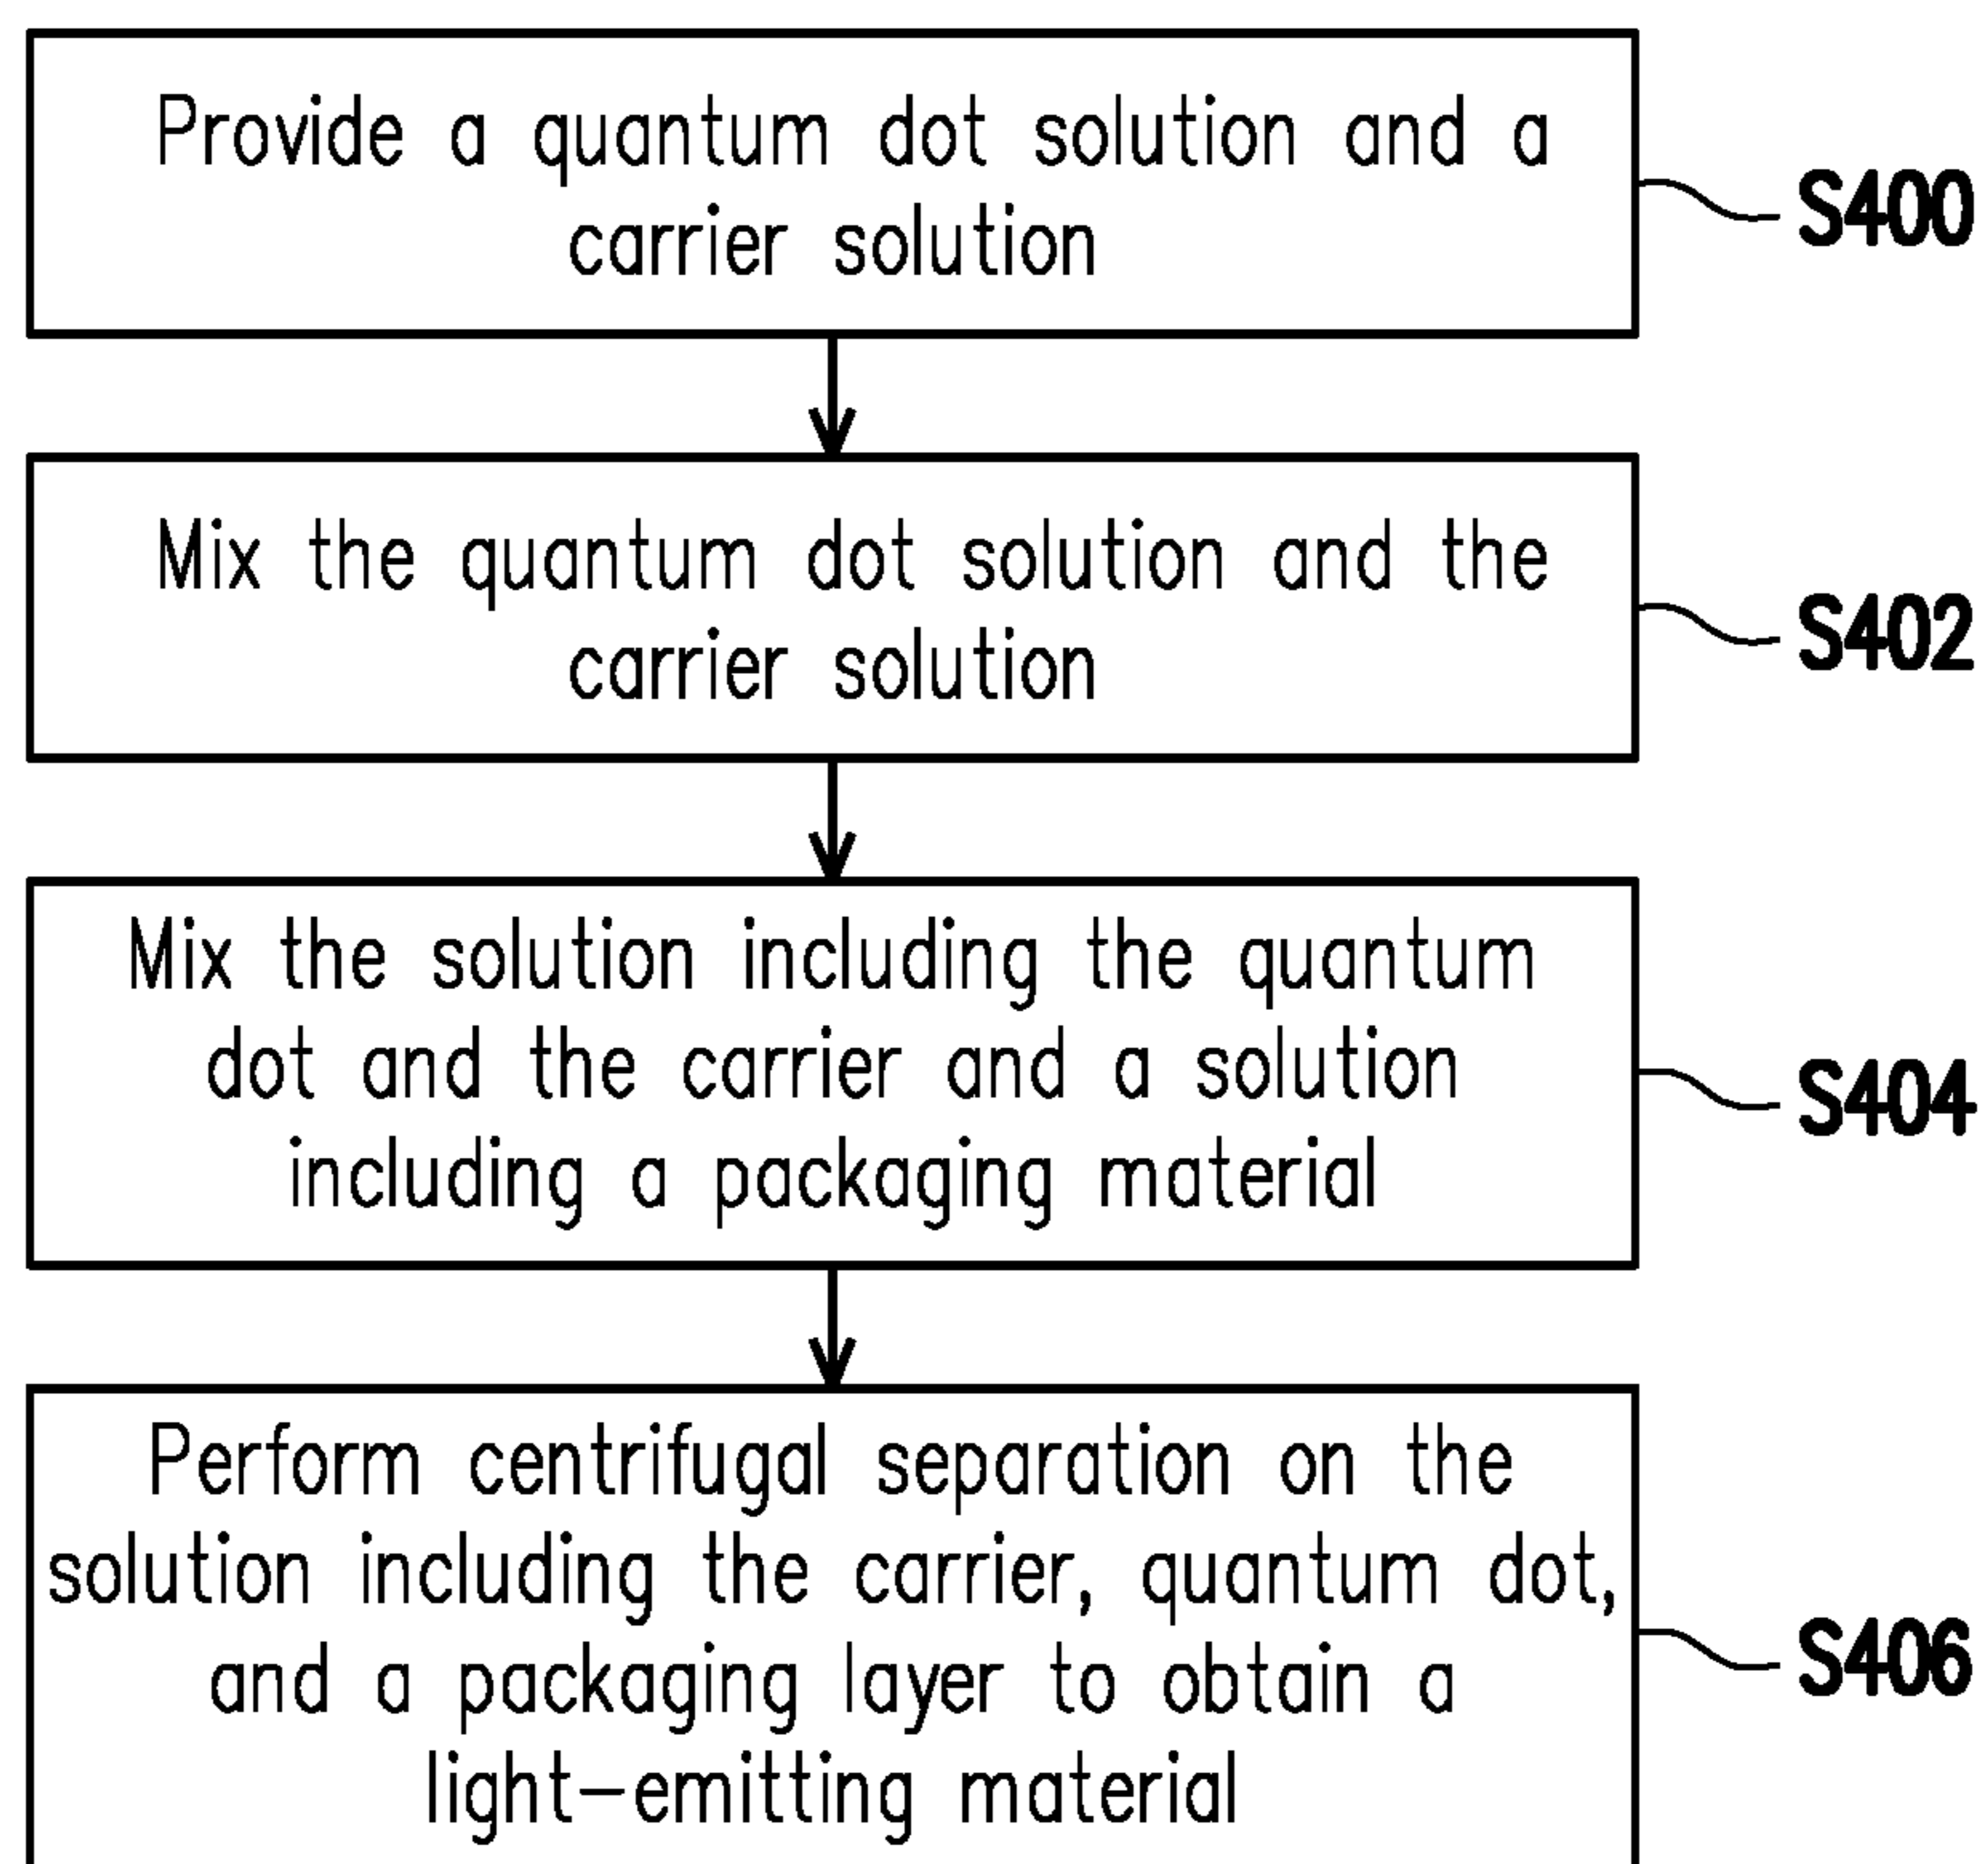 Provide a quantum dot solution and a
carrier solution
S400
Mix the quantum dot solution and the
carrier solution
S402
Mix the solution including the quantum
dot and the carrier and a solution
including a packaging material
S404
Perform centrifugal separation on the
solution including the carrier, quantum dot,
and a packaging layer to obtain a
light-emitting material
S406